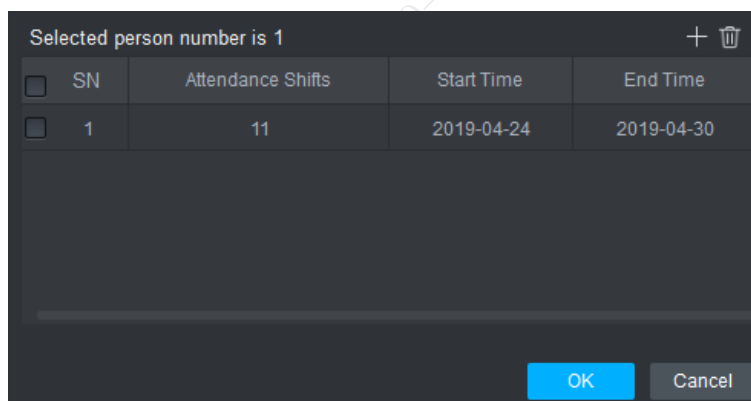 Selected person number is 1
SN Attendance Shifts Start Time End Time
1 11 2019-04-24 2019-04-30
OK Cancel